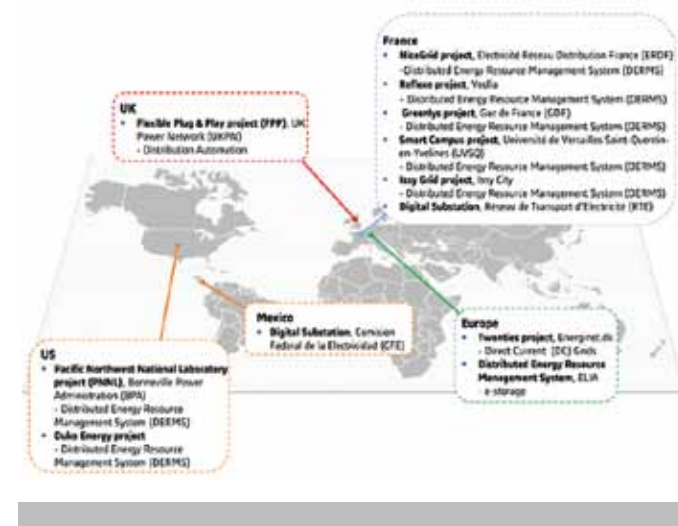 France
• NiceGrid project, Electricité Réseau Distribution France (ERDF)
-Distributed Energy Resource Management System (DERMS)
• Reflexe project, Veolia
- Distributed Energy Resource Management System (DERMS)
• Greenlys project, Gaz de France (GDF)
- Distributed Energy Resource Management System (DERMS)
• Smart Campus project, Université de Versailles Saint-Quentin-
en-Yvelines (UVSQ)
- Distributed Energy Resource Management System (DERMS)
• Issy Grid project, Issy City
- Distributed Energy Resource Management System (DERMS)
• Digital Substation, Réseau de Transport d'Electricité (RTE)
UK
• Flexible Plug & Play project (FPP), UK
Power Network (UKPN)
- Distribution Automation
Mexico
• Digital Substation, Comision
Federal de la Electricidad (CFE)
Europe
• Twenties project, Energinet.dk
- Direct Current (DC) Grids
• Distributed Energy Resource
Management System, ELIA
e-storage
US
• Pacific Northwest National Laboratory
project (PNNL), Bonneville Power
Administration (BPA)
- Distributed Energy Resource
Management System (DERMS)
• Duke Energy project
- Distributed Energy Resource
Management System (DERMS)